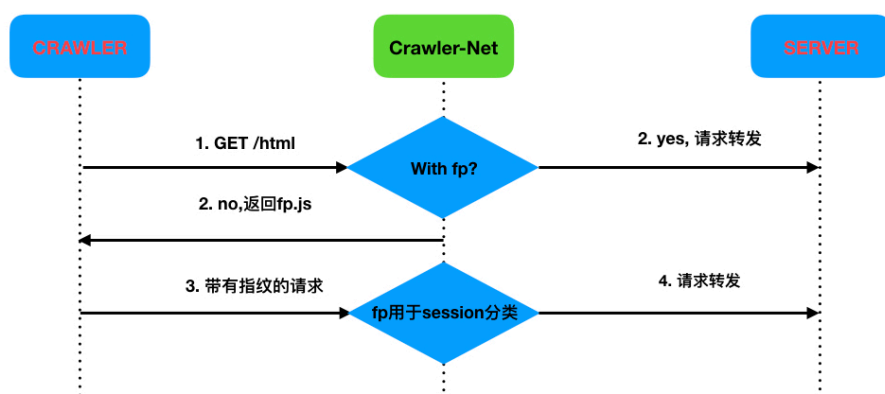 CRAWLER
Crawler-Net
SERVER
1. GET /html
With fp?
2. yes, 请求转发
2. no,返回fp.js
3. 带有指纹的请求
fp用于session分类
4. 请求转发